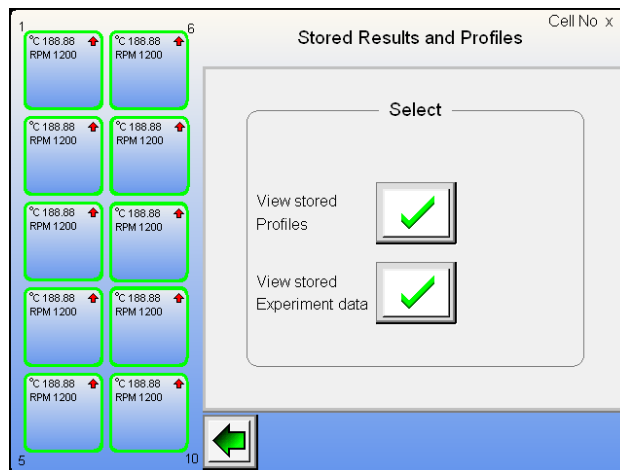 1
6
°C 188.88
RPM 1200
°C 188.88
RPM 1200
°C 188.88
RPM 1200
°C 188.88
RPM 1200
°C 188.88
RPM 1200
°C 188.88
RPM 1200
°C 188.88
RPM 1200
°C 188.88
RPM 1200
°C 188.88
RPM 1200
°C 188.88
RPM 1200
5
10
Cell No x
Stored Results and Profiles
Select
View stored
Profiles
View stored
Experiment data